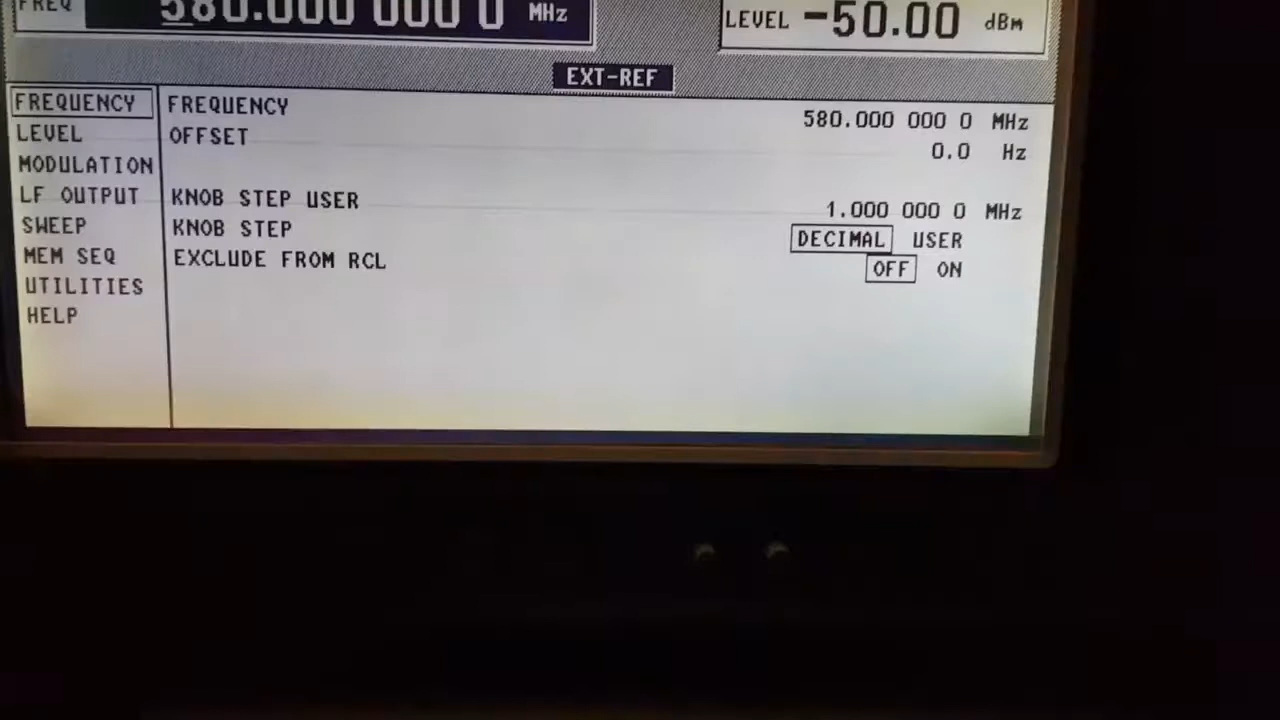 FREQ 580.000 000 0 MHz LEVEL -50.00 dBm
EXT-REF
FREQUENCY FREQUENCY 580.000 000 0 MHz
LEVEL OFFSET 0.0 Hz
MODULATION
LF OUTPUT KNOB STEP USER 1.000 000 0 MHz
SWEEP KNOB STEP DECIMAL USER
MEM SEQ EXCLUDE FROM RCL OFF ON
UTILITIES
HELP